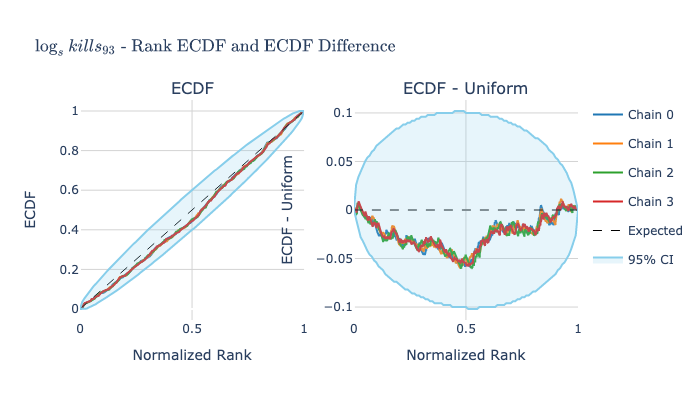 log_s kills_93 - Rank ECDF and ECDF Difference
ECDF
ECDF
1
0.8
0.6
0.4
0.2
0
0
0.5
1
Normalized Rank
ECDF - Uniform
ECDF - Uniform
0.1
0.05
0
−0.05
−0.1
0
0.5
1
Normalized Rank
Chain 0
Chain 1
Chain 2
Chain 3
Expected
95% CI